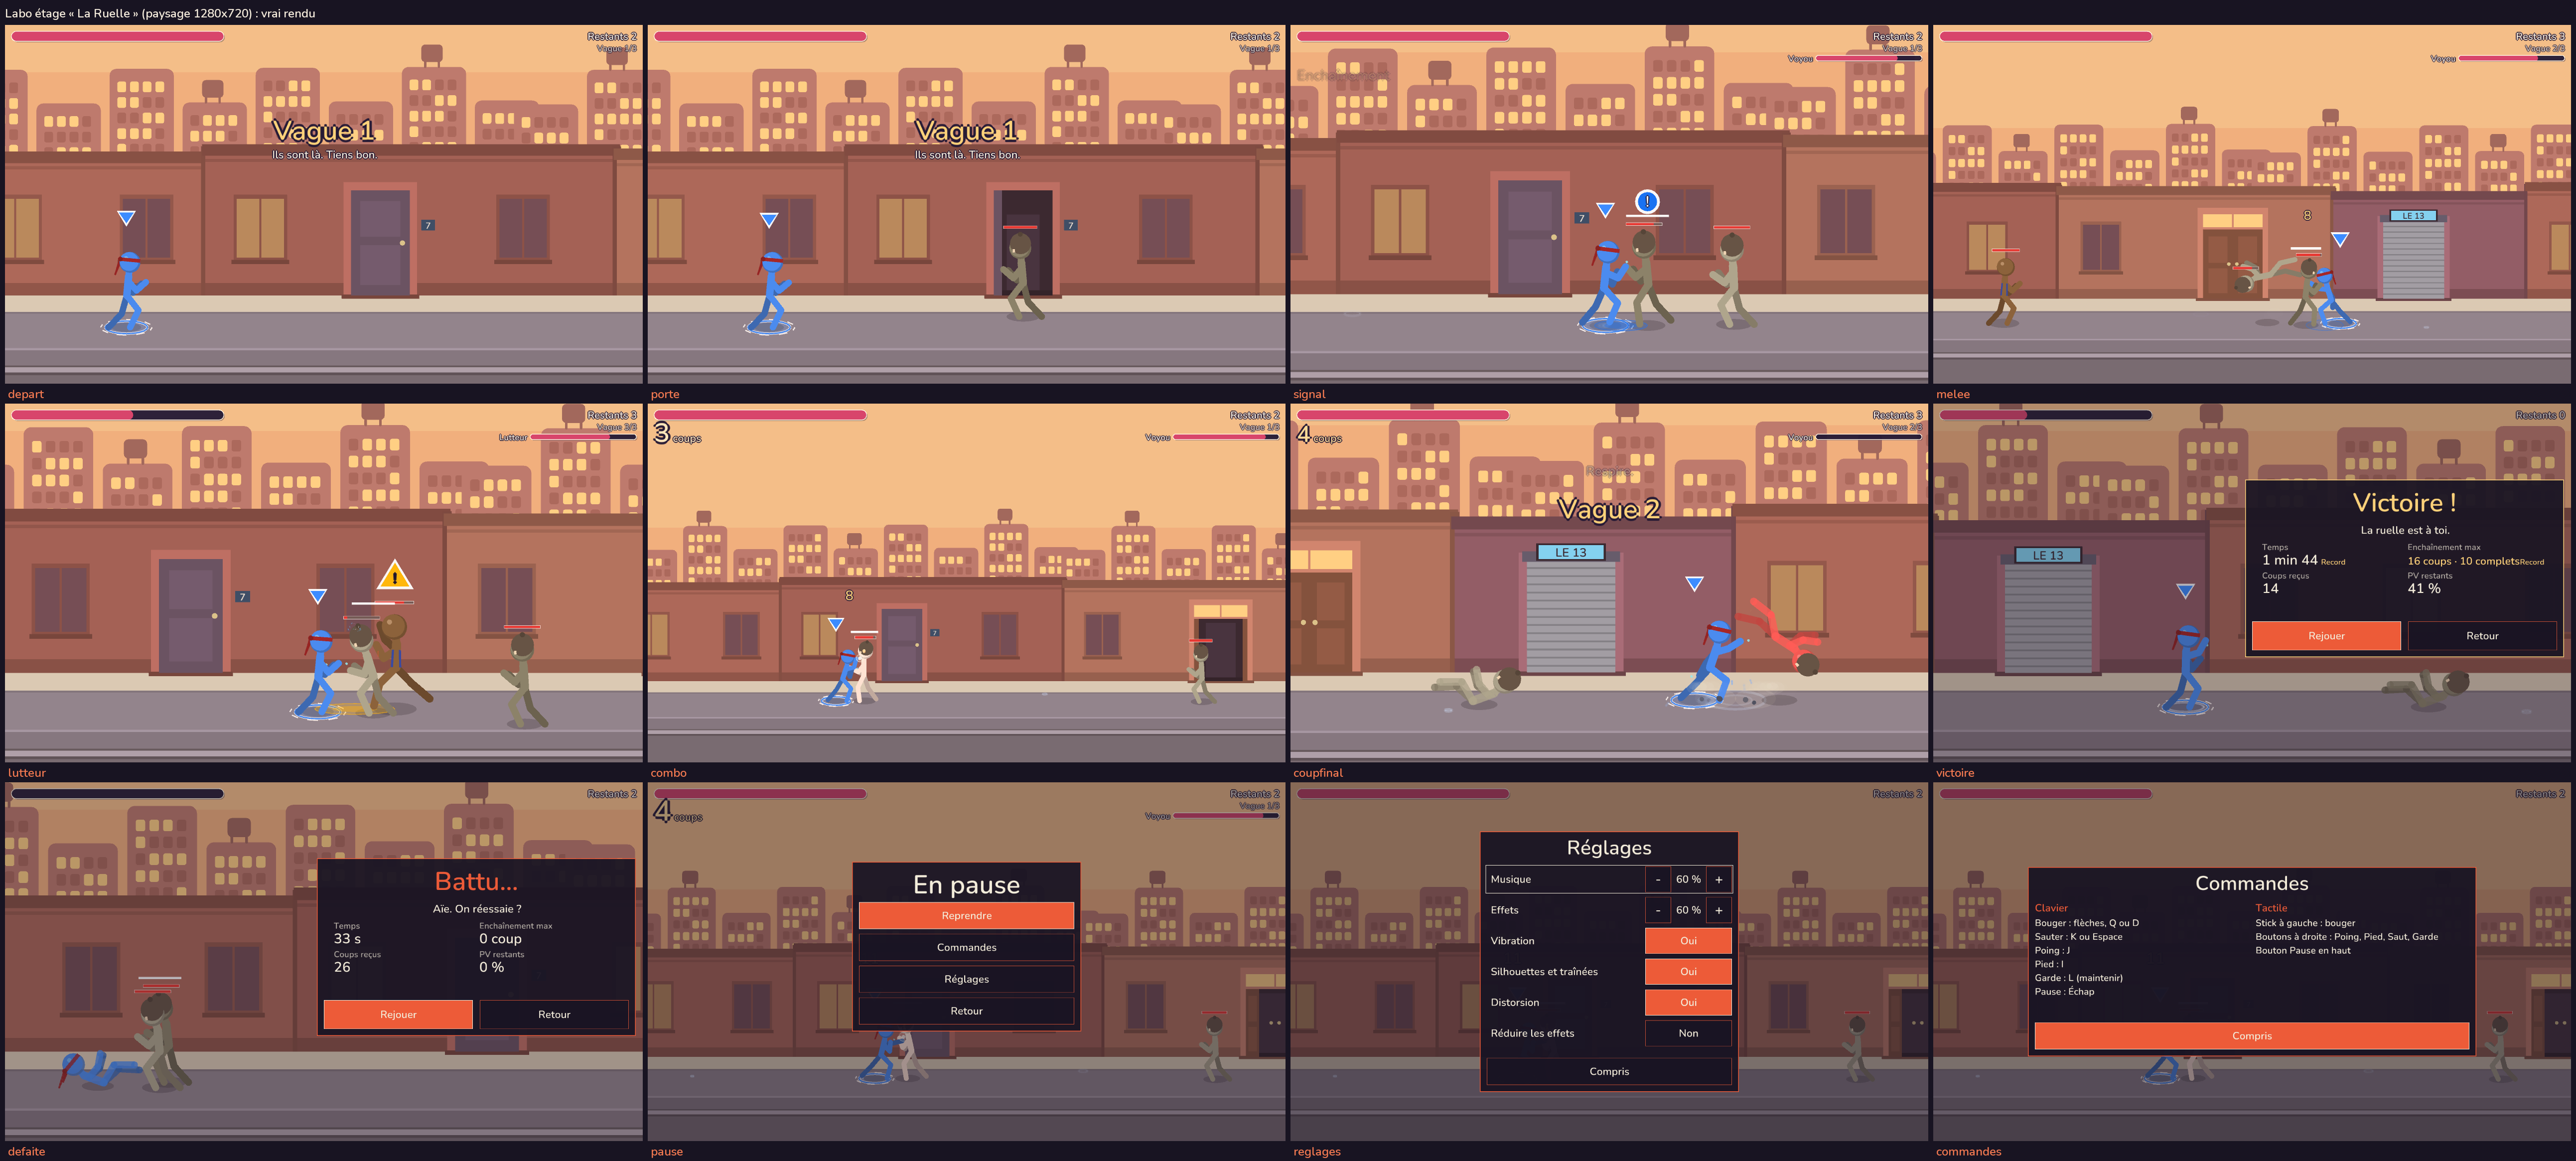 Labo étage « La Ruelle » (paysage 1280x720) : vrai rendu
Restants 2
Vague 1/3
Vague 1
Ils sont là. Tiens bon.
7
depart
Restants 2
Vague 1/3
Vague 1
Ils sont là. Tiens bon.
7
porte
Restants 2
Vague 1/3
Voyou
!
7
signal
Restants 3
Vague 2/3
Voyou
8
LE 13
melee
Restants 3
Lutteur
!
7
lutteur
3 coups
Restants 2
Vague 1/3
Voyou
8
7
combo
4 coups
Restants 3
Vague 2/3
Voyou
Vague 2
LE 13
coupfinal
Restants 0
LE 13
Victoire !
La ruelle est à toi.
Temps
1 min 44 Record
Enchaînement max
16 coups · 10 complets Record
Coups reçus
14
PV restants
41 %
Rejouer
Retour
victoire
Restants 2
Battu...
Aïe. On réessaie ?
Temps
33 s
Enchaînement max
0 coup
Coups reçus
26
PV restants
0 %
Rejouer
Retour
defaite
4 coups
Restants 2
Vague 1/3
Voyou
En pause
Reprendre
Commandes
Réglages
Retour
pause
Restants 2
Réglages
Musique - 60 % +
Effets - 60 % +
Vibration Oui
Silhouettes et traînées Oui
Distorsion Oui
Réduire les effets Non
Compris
reglages
Restants 2
Commandes
Clavier
Bouger : flèches, Q ou D
Sauter : K ou Espace
Poing : J
Pied : I
Garde : L (maintenir)
Pause : Échap
Tactile
Stick à gauche : bouger
Boutons à droite : Poing, Pied, Saut, Garde
Bouton Pause en haut
Compris
commandes